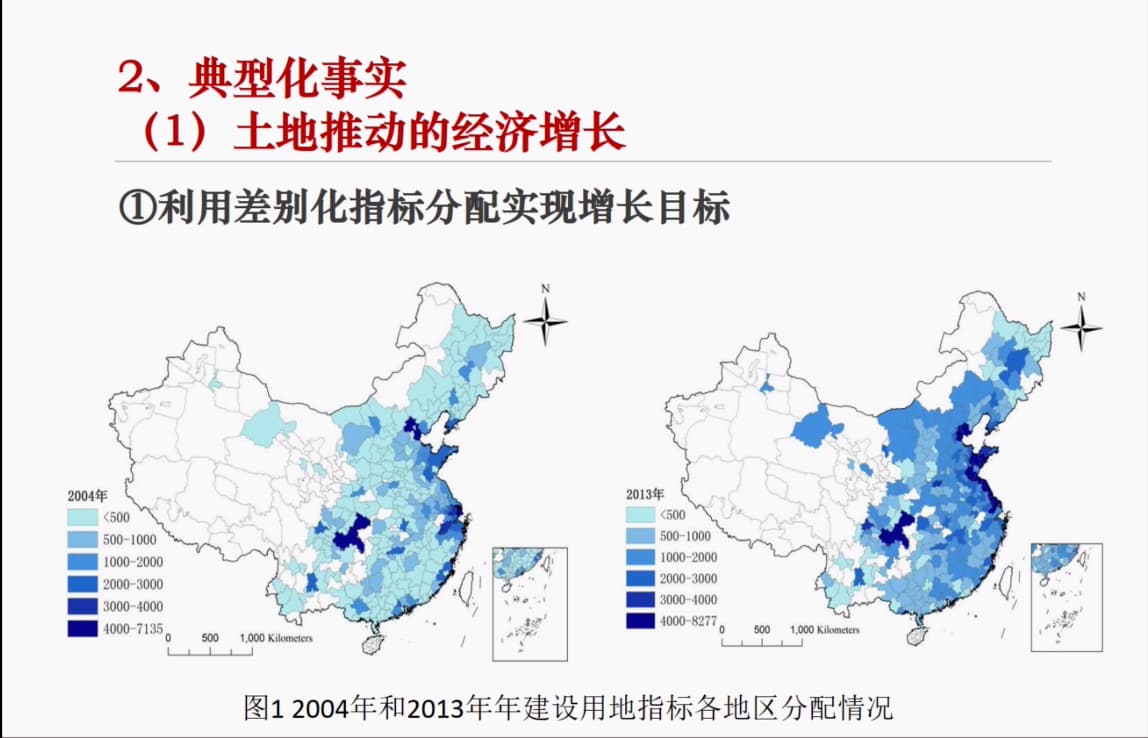 2、典型化事实
（1）土地推动的经济增长
①利用差别化指标分配实现增长目标
N
2004年
<500
500-1000
1000-2000
2000-3000
3000-4000
4000-7135
0 500 1,000 Kilometers
N
2013年
<500
500-1000
1000-2000
2000-3000
3000-4000
4000-8277
0 500 1,000 Kilometers
图1 2004年和2013年年建设用地指标各地区分配情况